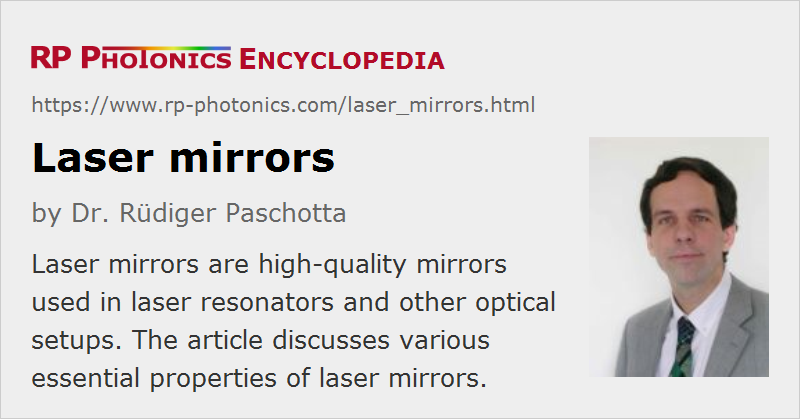 RP PHOTONICS ENCYCLOPEDIA
https://www.rp-photonics.com/laser_mirrors.html
Laser mirrors
by Dr. Rüdiger Paschotta
Laser mirrors are high-quality mirrors
used in laser resonators and other optical
setups. The article discusses various
essential properties of laser mirrors.